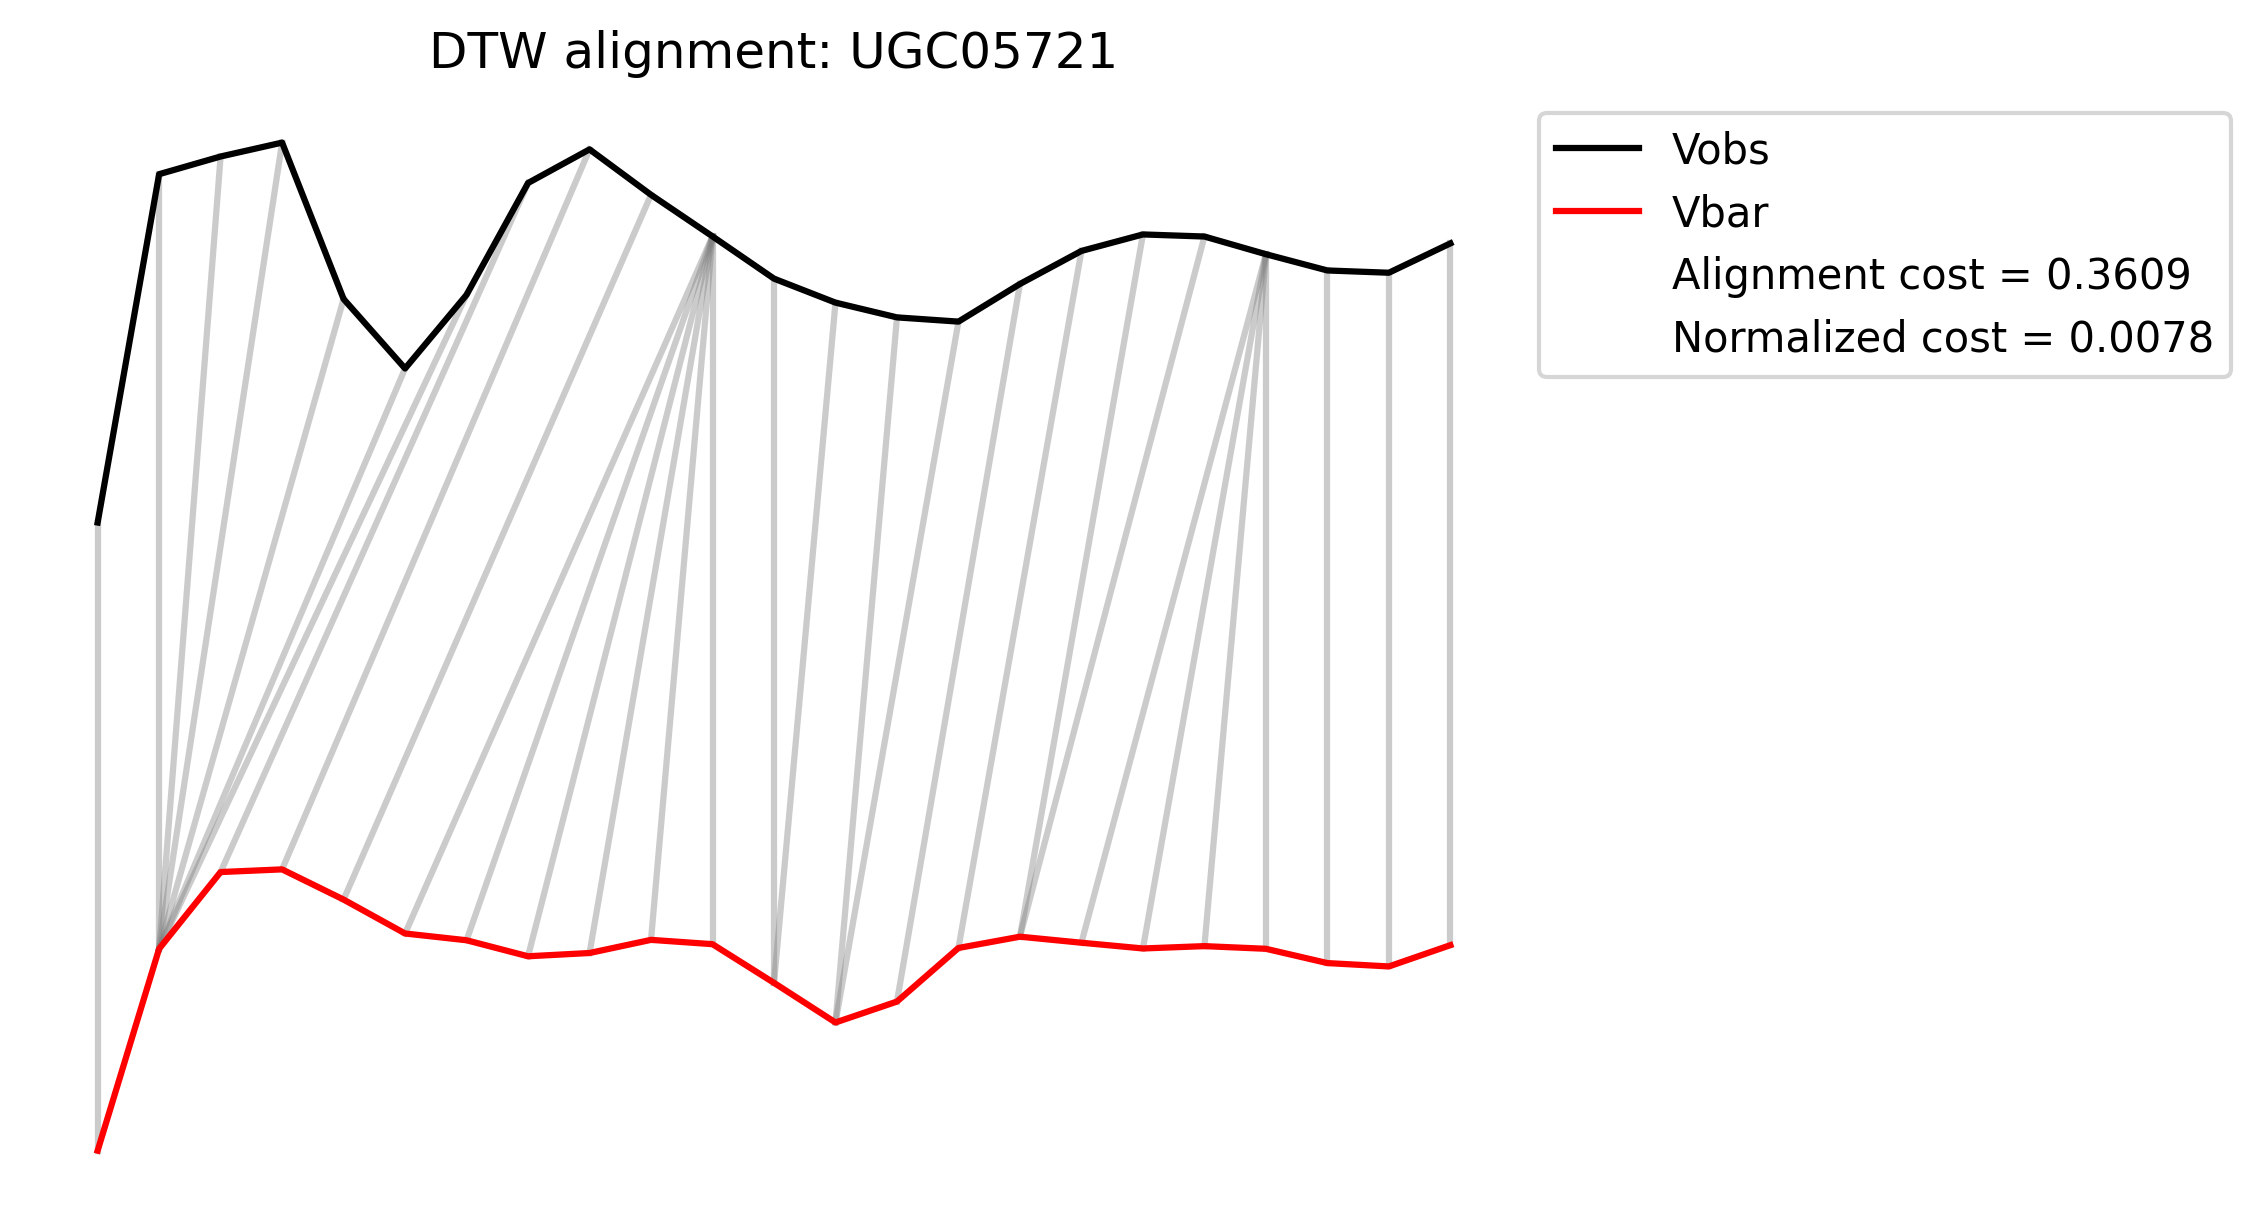 DTW alignment: UGC05721
Vobs
Vbar
Alignment cost = 0.3609
Normalized cost = 0.0078